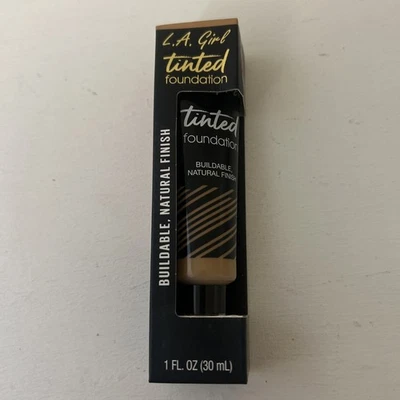 L.A. Girl
tinted
foundation
BUILDABLE, NATURAL FINISH
tinted
foundation
BUILDABLE,
NATURAL FINISH
1 FL. OZ (30 mL)